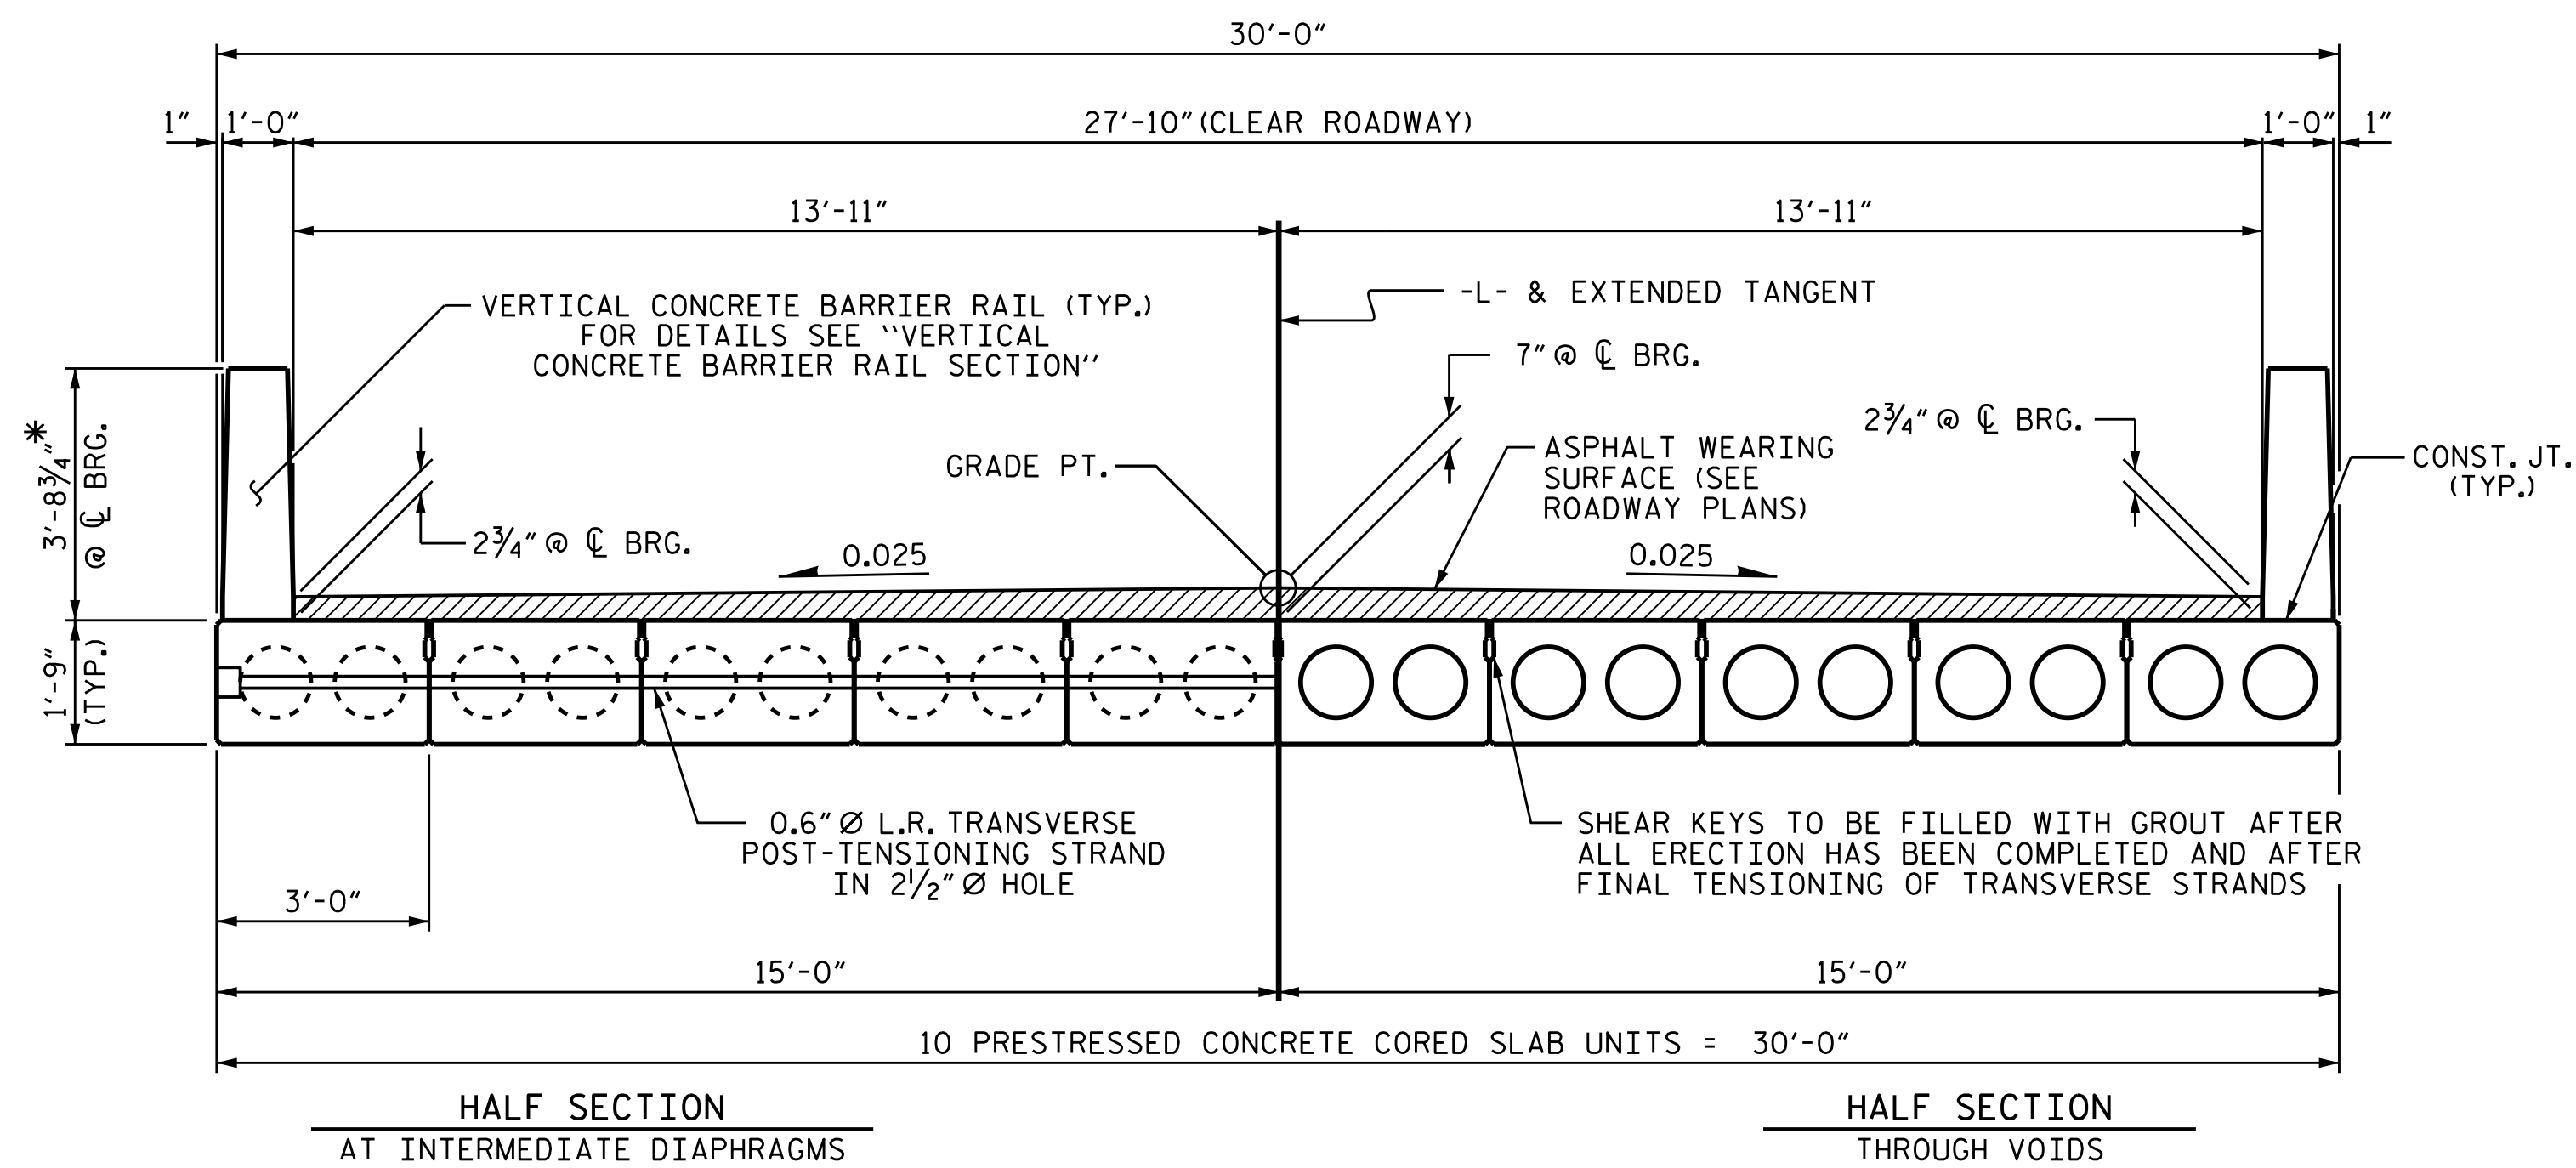 30'-0"
1"
1'-0"
27'-10" (CLEAR ROADWAY)
1'-0"
1"
13'-11"
13'-11"
-L- & EXTENDED TANGENT
VERTICAL CONCRETE BARRIER RAIL (TYP.)
FOR DETAILS SEE "VERTICAL
CONCRETE BARRIER RAIL SECTION"
7" @ ℄ BRG.
2¾" @ ℄ BRG.
*
3'-8¾"
@ ℄ BRG.
GRADE PT.
ASPHALT WEARING
SURFACE (SEE
ROADWAY PLANS)
CONST. JT.
(TYP.)
2¾" @ ℄ BRG.
0.025
0.025
1'-9"
(TYP.)
0.6" Ø L.R. TRANSVERSE
POST-TENSIONING STRAND
IN 2½" Ø HOLE
SHEAR KEYS TO BE FILLED WITH GROUT AFTER
ALL ERECTION HAS BEEN COMPLETED AND AFTER
FINAL TENSIONING OF TRANSVERSE STRANDS
3'-0"
15'-0"
15'-0"
10 PRESTRESSED CONCRETE CORED SLAB UNITS = 30'-0"
HALF SECTION
AT INTERMEDIATE DIAPHRAGMS
HALF SECTION
THROUGH VOIDS